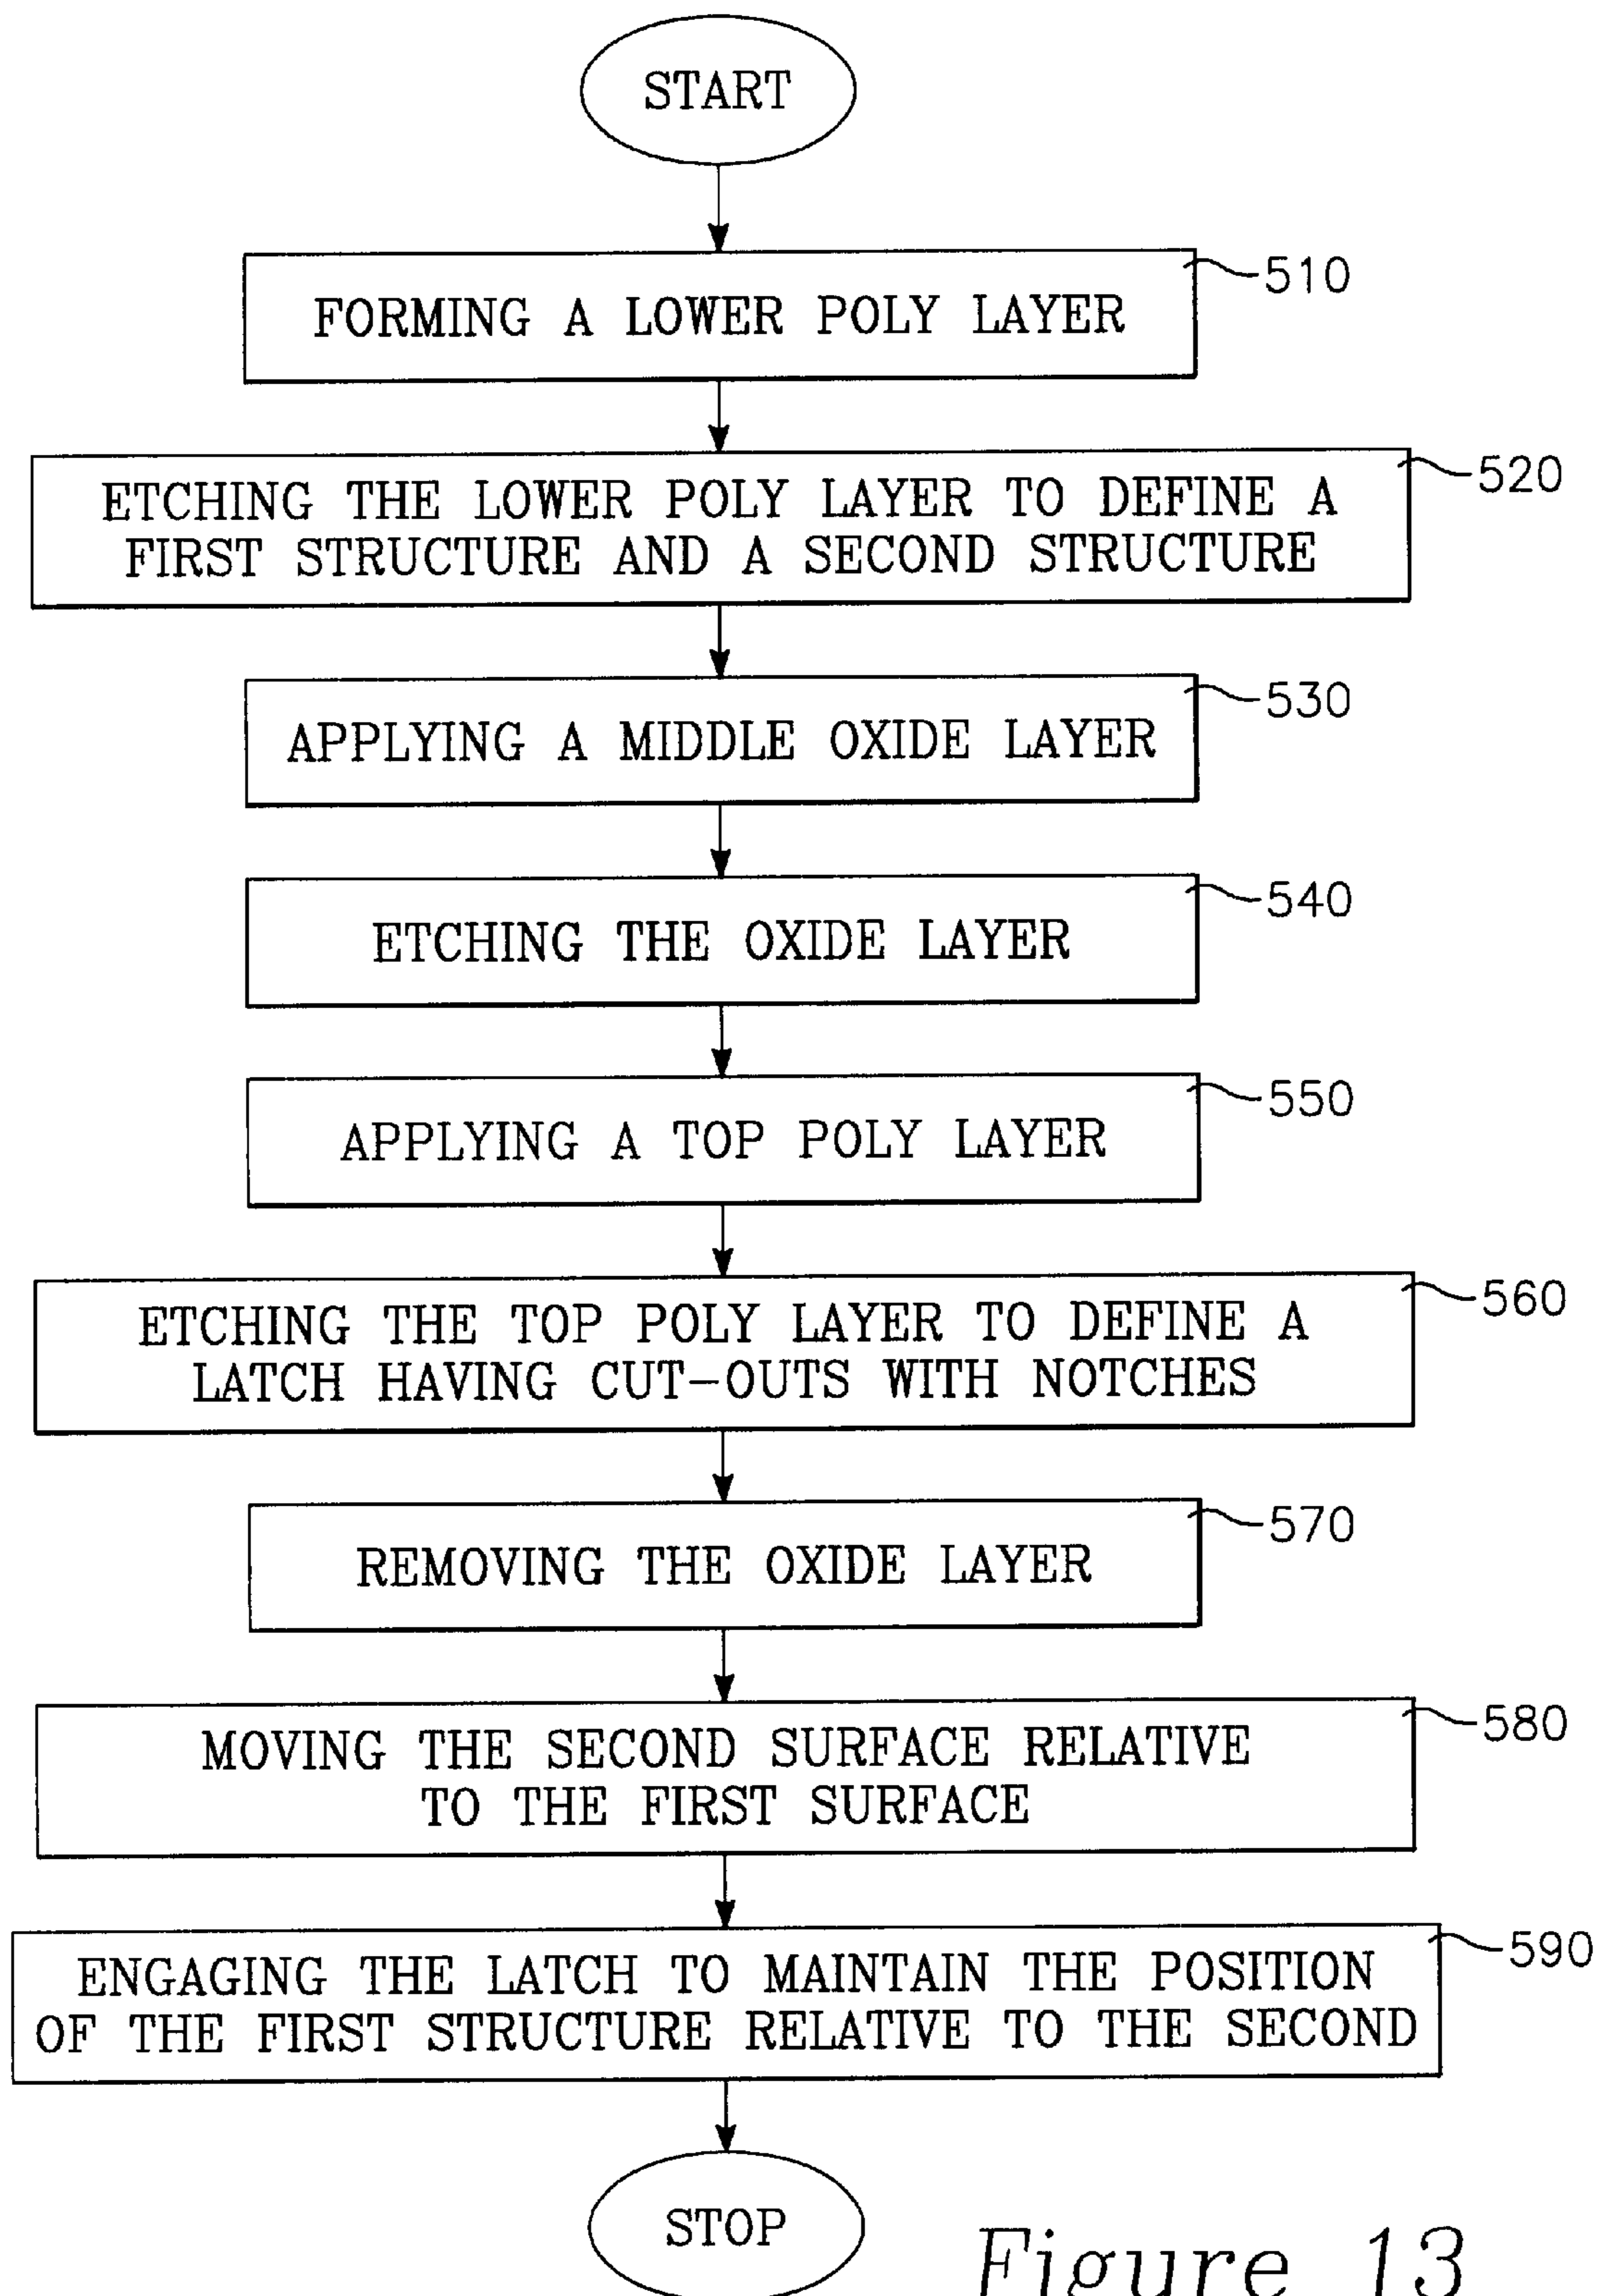 START
FORMING A LOWER POLY LAYER
510
ETCHING THE LOWER POLY LAYER TO DEFINE A
FIRST STRUCTURE AND A SECOND STRUCTURE
520
APPLYING A MIDDLE OXIDE LAYER
530
ETCHING THE OXIDE LAYER
540
APPLYING A TOP POLY LAYER
550
ETCHING THE TOP POLY LAYER TO DEFINE A
LATCH HAVING CUT-OUTS WITH NOTCHES
560
REMOVING THE OXIDE LAYER
570
MOVING THE SECOND SURFACE RELATIVE
TO THE FIRST SURFACE
580
ENGAGING THE LATCH TO MAINTAIN THE POSITION
OF THE FIRST STRUCTURE RELATIVE TO THE SECOND
590
STOP
Figure 13